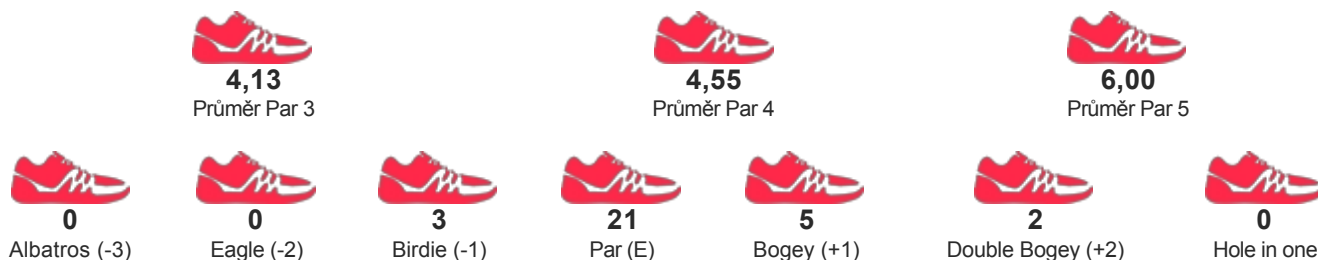 4,13
4,55
6,00
Průměr Par 3
Průměr Par 4
Průměr Par 5
0
0
3
21
5
2
0
Albatros (-3)
Eagle (-2)
Birdie (-1)
Par (E)
Bogey (+1)
Double Bogey (+2)
Hole in one